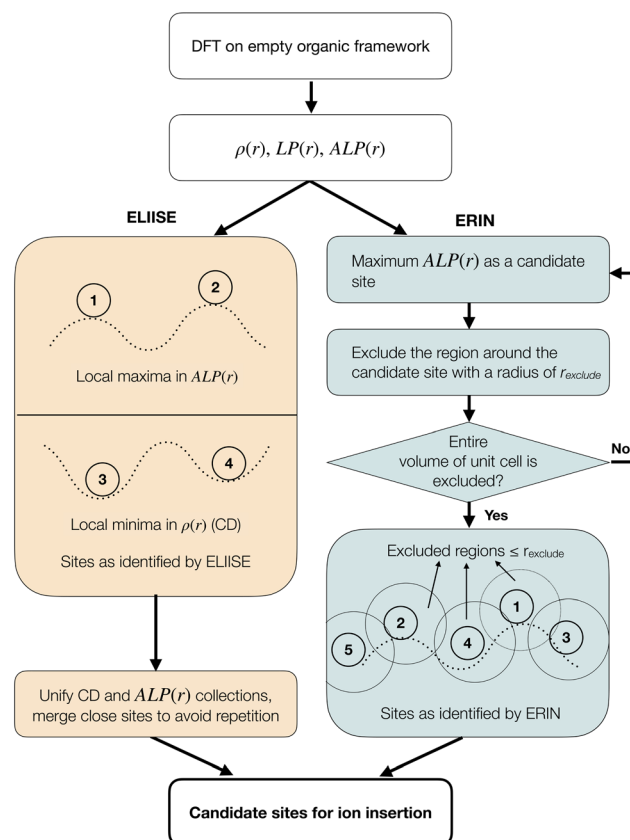 DFT on empty organic framework
ρ(r), LP(r), ALP(r)
ELIISE
1
2
Local maxima in ALP(r)
3
4
Local minima in ρ(r) (CD)
Sites as identified by ELIISE
Unify CD and ALP(r) collections,
merge close sites to avoid repetition
ERIN
Maximum ALP(r) as a candidate
site
Exclude the region around the
candidate site with a radius of r_exclude
Entire
volume of unit cell is
excluded?
No
Yes
Excluded regions ≤ r_exclude
5
2
4
1
3
Sites as identified by ERIN
Candidate sites for ion insertion